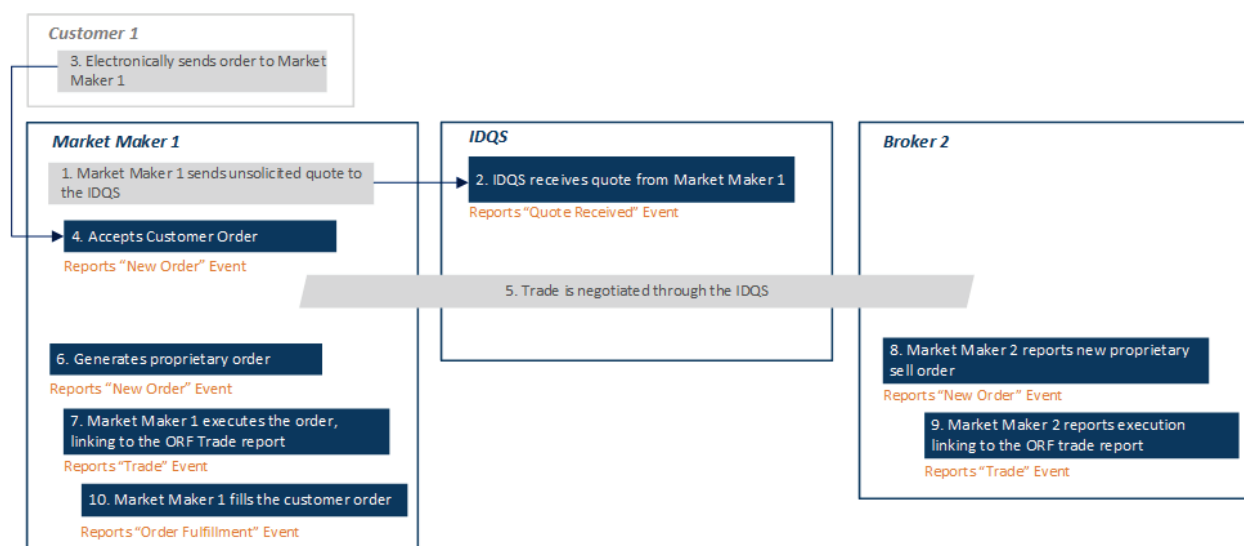 Customer 1
3. Electronically sends order to Market
Maker 1
Market Maker 1
1. Market Maker 1 sends unsolicited quote to
the IDQS
4. Accepts Customer Order
Reports “New Order” Event
IDQS
2. IDQS receives quote from Market Maker 1
Reports “Quote Received” Event
Broker 2
5. Trade is negotiated through the IDQS
6. Generates proprietary order
Reports “New Order” Event
7. Market Maker 1 executes the order,
linking to the ORF Trade report
Reports “Trade” Event
10. Market Maker 1 fills the customer order
Reports “Order Fulfillment” Event
8. Market Maker 2 reports new proprietary
sell order
Reports “New Order” Event
9. Market Maker 2 reports execution
linking to the ORF trade report
Reports “Trade” Event